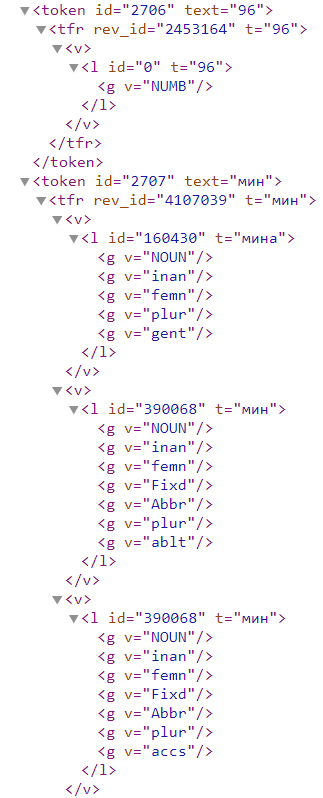 ▼<token id="2706" text="96">
▼<tfr rev_id="2453164" t="96">
▼<v>
▼<l id="0" t="96">
<g v="NUMB"/>
</l>
</v>
</tfr>
</token>
▼<token id="2707" text="мин">
▼<tfr rev_id="4107039" t="мин">
▼<v>
▼<l id="160430" t="мина">
<g v="NOUN"/>
<g v="inan"/>
<g v="femn"/>
<g v="plur"/>
<g v="gent"/>
</l>
</v>
▼<v>
▼<l id="390068" t="мин">
<g v="NOUN"/>
<g v="inan"/>
<g v="femn"/>
<g v="Fixd"/>
<g v="Abbr"/>
<g v="plur"/>
<g v="ablt"/>
</l>
</v>
▼<v>
▼<l id="390068" t="мин">
<g v="NOUN"/>
<g v="inan"/>
<g v="femn"/>
<g v="Fixd"/>
<g v="Abbr"/>
<g v="plur"/>
<g v="accs"/>
</l>
</v>